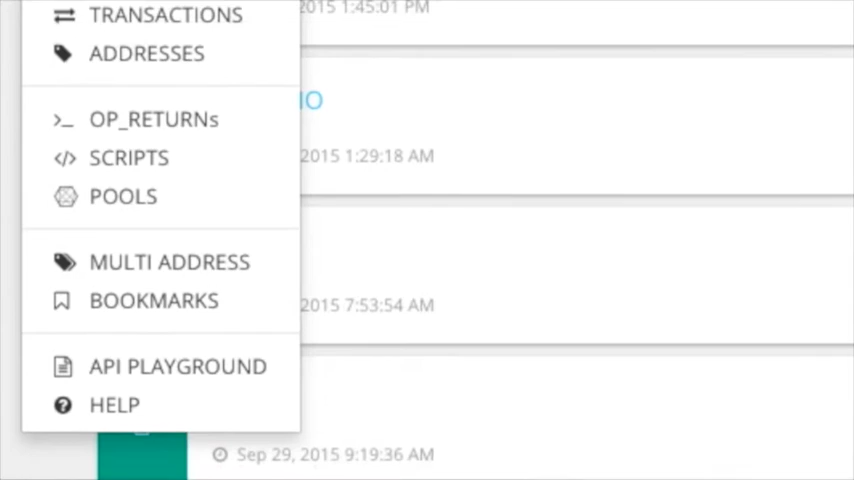 TRANSACTIONS
2015 1:45:01 PM
ADDRESSES
IO
OP_RETURNs
2015 1:29:18 AM
SCRIPTS
POOLS
MULTI ADDRESS
BOOKMARKS
2015 7:53:54 AM
API PLAYGROUND
HELP
Sep 29, 2015 9:19:36 AM